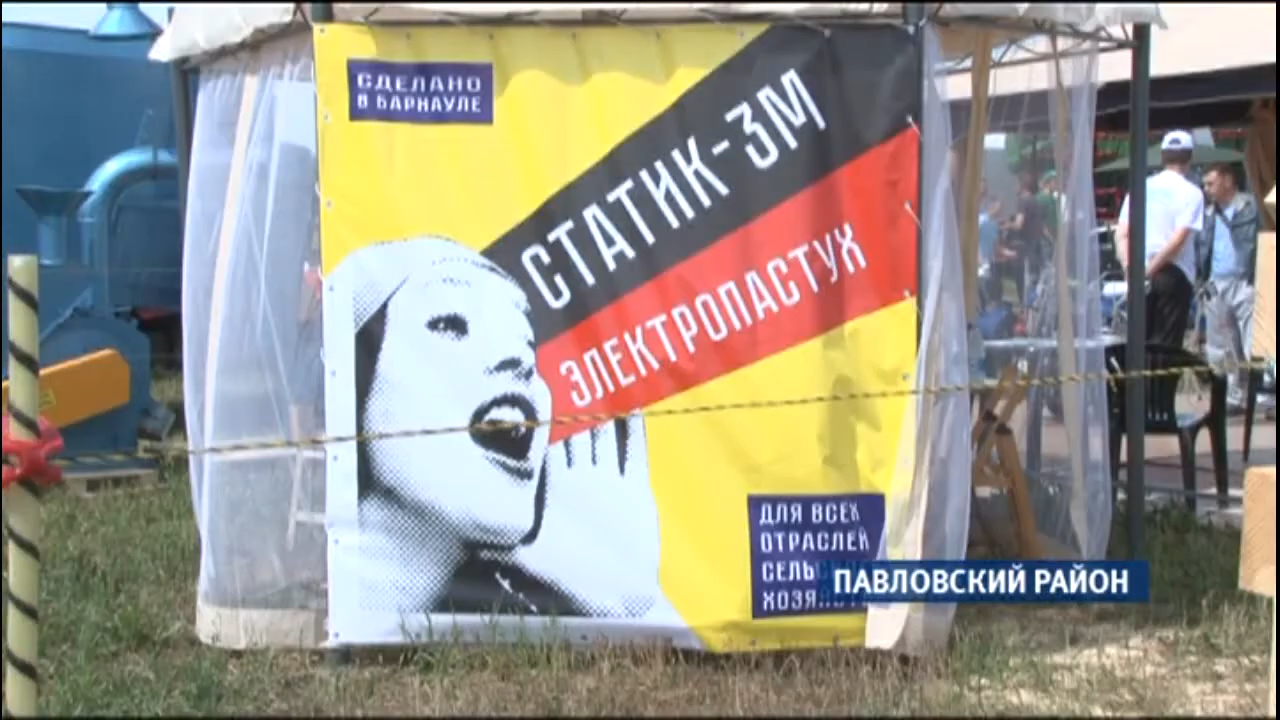 СДЕЛАНО
В БАРНАУЛЕ
СТАТИК-3М
ЭЛЕКТРОПАСТУХ
ДЛЯ ВСЕХ
ОТРАСЛЕЙ
ПАВЛОВСКИЙ РАЙОН